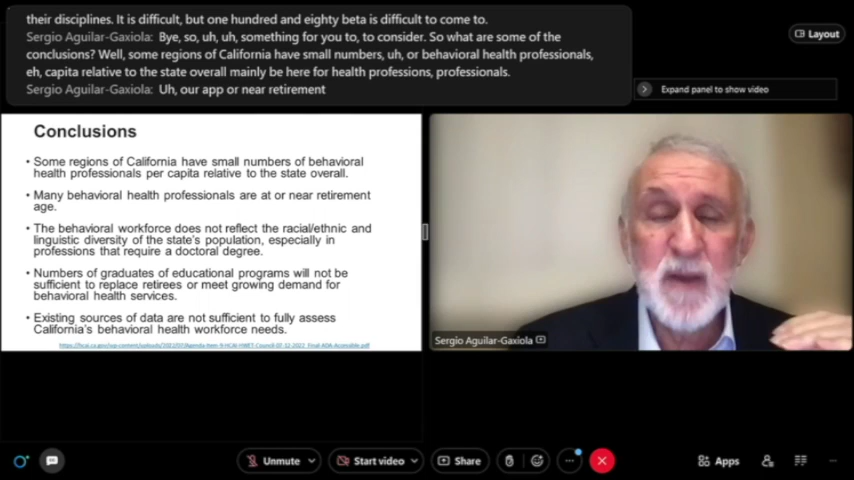 their disciplines. It is difficult, but one hundred and eighty beta is difficult to come to.
Sergio Aguilar-Gaxiola: Bye, so, uh, uh, something for you to, to consider. So what are some of the
conclusions? Well, some regions of California have small numbers, uh, or behavioral health professionals,
eh, capita relative to the state overall mainly be here for health professions, professionals.
Sergio Aguilar-Gaxiola: Uh, our app or near retirement
Layout
Expand panel to show video
Conclusions
• Some regions of California have small numbers of behavioral
health professionals per capita relative to the state overall.
• Many behavioral health professionals are at or near retirement
age.
• The behavioral workforce does not reflect the racial/ethnic and
linguistic diversity of the state's population, especially in
professions that require a doctoral degree.
• Numbers of graduates of educational programs will not be
sufficient to replace retirees or meet growing demand for
behavioral health services.
• Existing sources of data are not sufficient to fully assess
California's behavioral health workforce needs.
Sergio Aguilar-Gaxiola
Unmute
Start video
Share
Apps